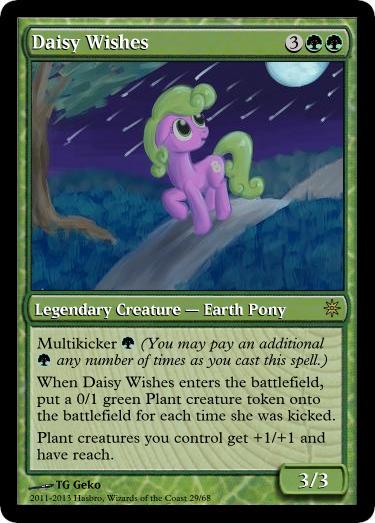 Daisy Wishes 3
Legendary Creature — Earth Pony
Multikicker (You may pay an additional
any number of times as you cast this spell.)
When Daisy Wishes enters the battlefield,
put a 0/1 green Plant creature token onto
the battlefield for each time she was kicked.
Plant creatures you control get +1/+1 and
have reach.
3/3
TG Geko
2011-2013 Hasbro, Wizards of the Coast 29/68